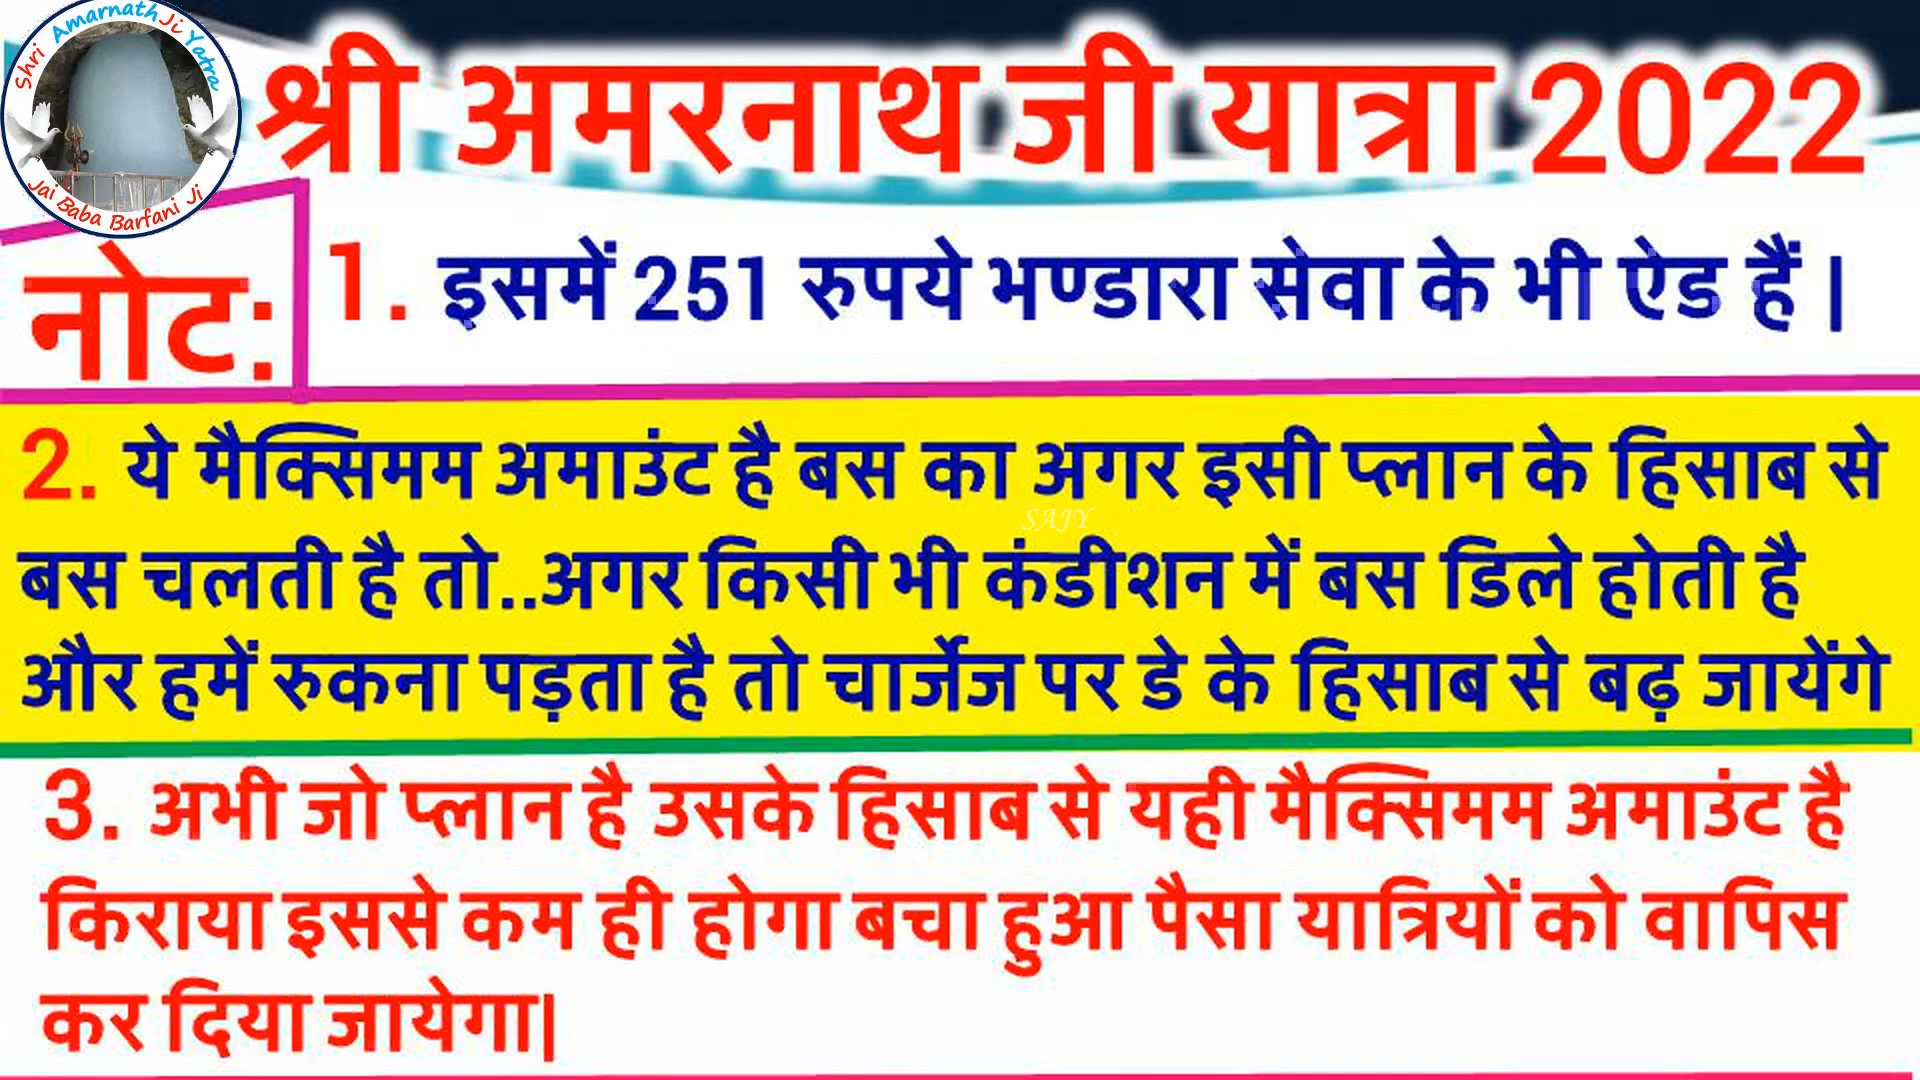 Shri AmarnathJi Yatra
Jai Baba Barfani Ji
श्री अमरनाथ जी यात्रा 2022
नोट:
1. इसमें 251 रुपये भण्डारा सेवा के भी ऐड हैं |
2. ये मैक्सिमम अमाउंट है बस का अगर इसी प्लान के हिसाब से
SAJY
बस चलती है तो..अगर किसी भी कंडीशन में बस डिले होती है
और हमें रुकना पड़ता है तो चार्जेज पर डे के हिसाब से बढ़ जायेंगे
3. अभी जो प्लान है उसके हिसाब से यही मैक्सिमम अमाउंट है
किराया इससे कम ही होगा बचा हुआ पैसा यात्रियों को वापिस
कर दिया जायेगा|